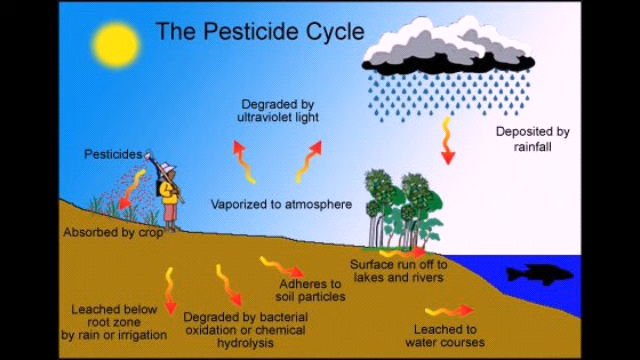 The Pesticide Cycle
Degraded by
ultraviolet light
Deposited by
rainfall
Pesticides
Vaporized to atmosphere
Absorbed by crop
Surface run off to
lakes and rivers
Adheres to
soil particles
Leached below
root zone
by rain or irrigation
Degraded by bacterial
oxidation or chemical
hydrolysis
Leached to
water courses